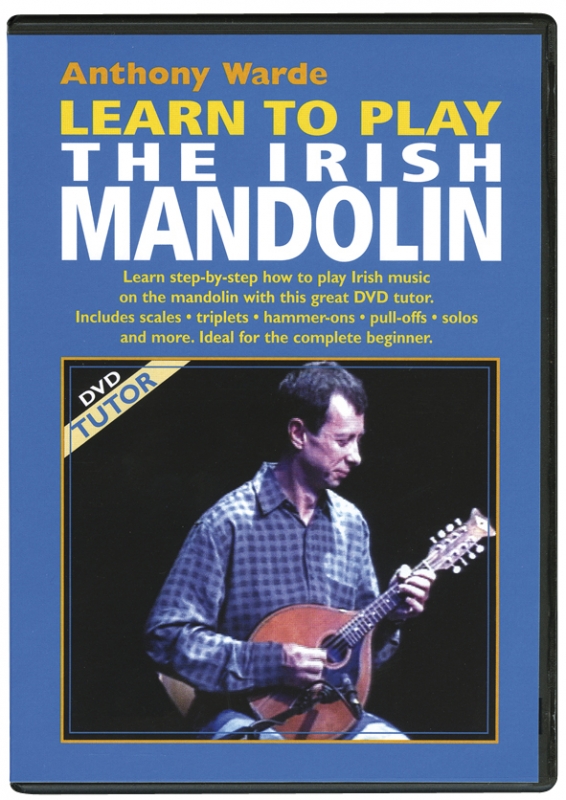 Anthony Warde
LEARN TO PLAY
THE IRISH
MANDOLIN
Learn step-by-step how to play Irish music
on the mandolin with this great DVD tutor.
Includes scales • triplets • hammer-ons • pull-offs • solos
and more. Ideal for the complete beginner.
DVD
TUTOR